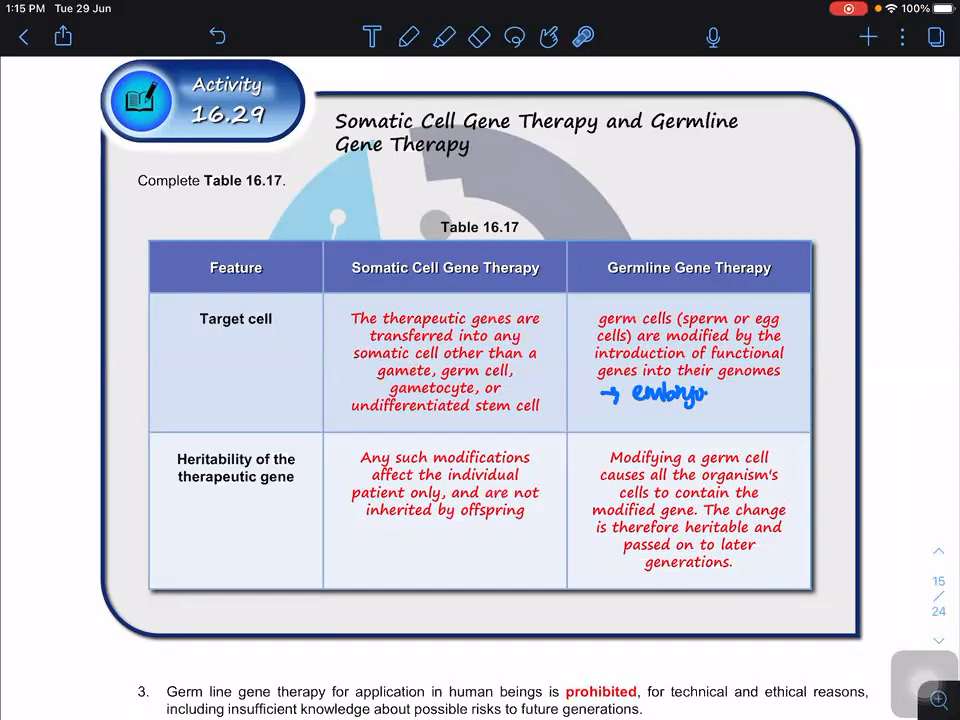 1:15 PM Tue 29 Jun
100%
Activity
16.29
Somatic Cell Gene Therapy and Germline
Gene Therapy
Complete Table 16.17.
Table 16.17
Feature
Somatic Cell Gene Therapy
Germline Gene Therapy
Target cell
The therapeutic genes are
transferred into any
somatic cell other than a
gamete, germ cell,
gametocyte, or
undifferentiated stem cell
germ cells (sperm or egg
cells) are modified by the
introduction of functional
genes into their genomes
→ embryo
Heritability of the
therapeutic gene
Any such modifications
affect the individual
patient only, and are not
inherited by offspring
Modifying a germ cell
causes all the organism's
cells to contain the
modified gene. The change
is therefore heritable and
passed on to later
generations.
15
/
24
3. Germ line gene therapy for application in human beings is prohibited, for technical and ethical reasons,
including insufficient knowledge about possible risks to future generations.